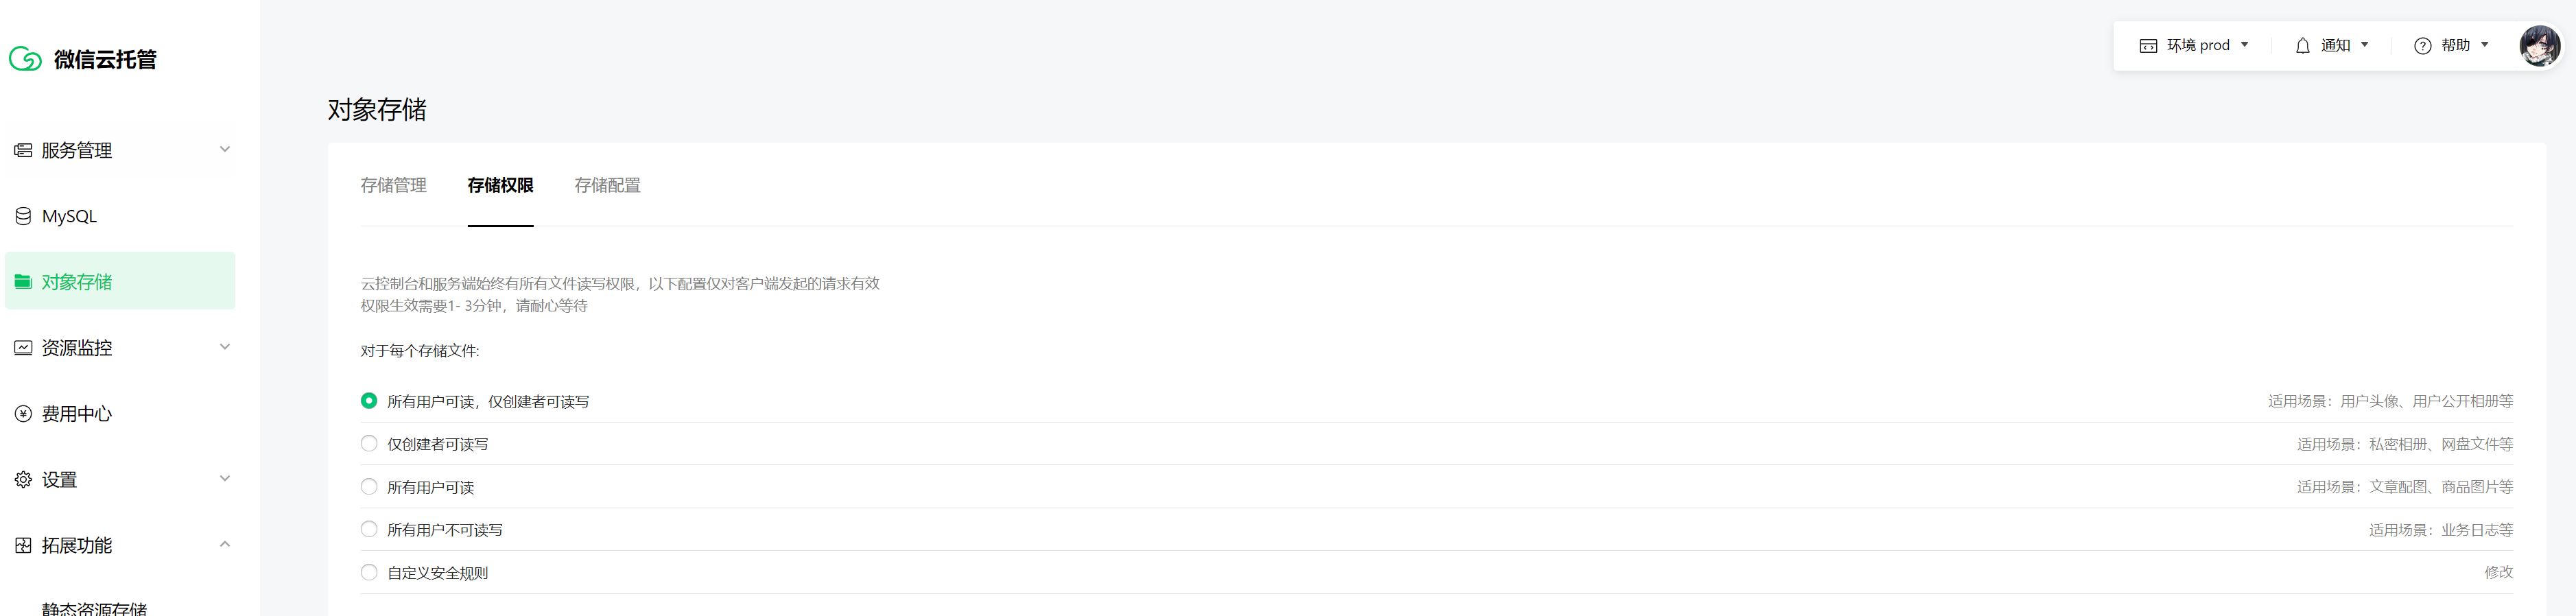 微信云托管
环境 prod
通知
帮助
服务管理
MySQL
对象存储
资源监控
费用中心
设置
拓展功能
静态资源存储
对象存储
存储管理
存储权限
存储配置
云控制台和服务端始终有所有文件读写权限，以下配置仅对客户端发起的请求有效
权限生效需要1- 3分钟，请耐心等待
对于每个存储文件:
所有用户可读，仅创建者可读写
适用场景：用户头像、用户公开相册等
仅创建者可读写
适用场景：私密相册、网盘文件等
所有用户可读
适用场景：文章配图、商品图片等
所有用户不可读写
适用场景：业务日志等
自定义安全规则
修改